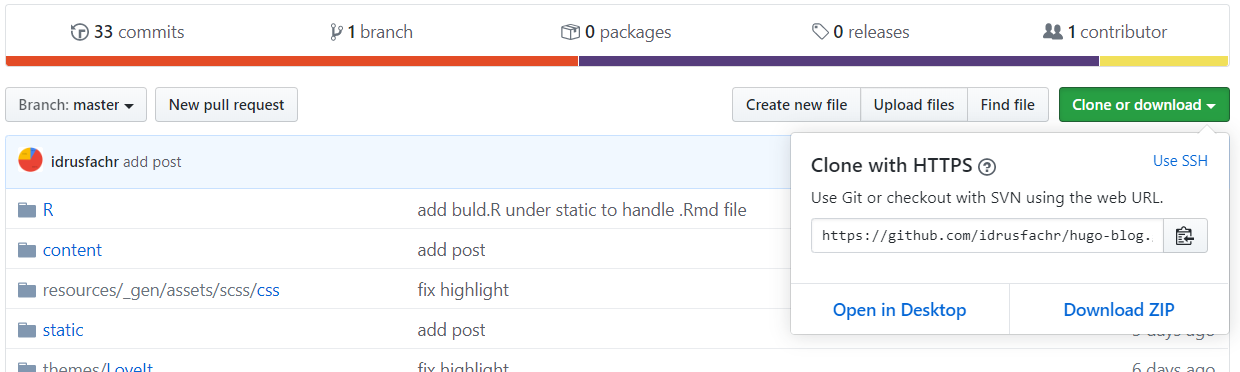 33 commits 1 branch 0 packages 0 releases 1 contributor
Branch: master New pull request Create new file Upload files Find file Clone or download
idrusfachr add post
Clone with HTTPS Use SSH
Use Git or checkout with SVN using the web URL.
https://github.com/idrusfachr/hugo-blog.
Open in Desktop Download ZIP
R add buld.R under static to handle .Rmd file
content add post
resources/_gen/assets/scss/css fix highlight
static add post days ago
themes/LoveIt fix highlight 6 days ago